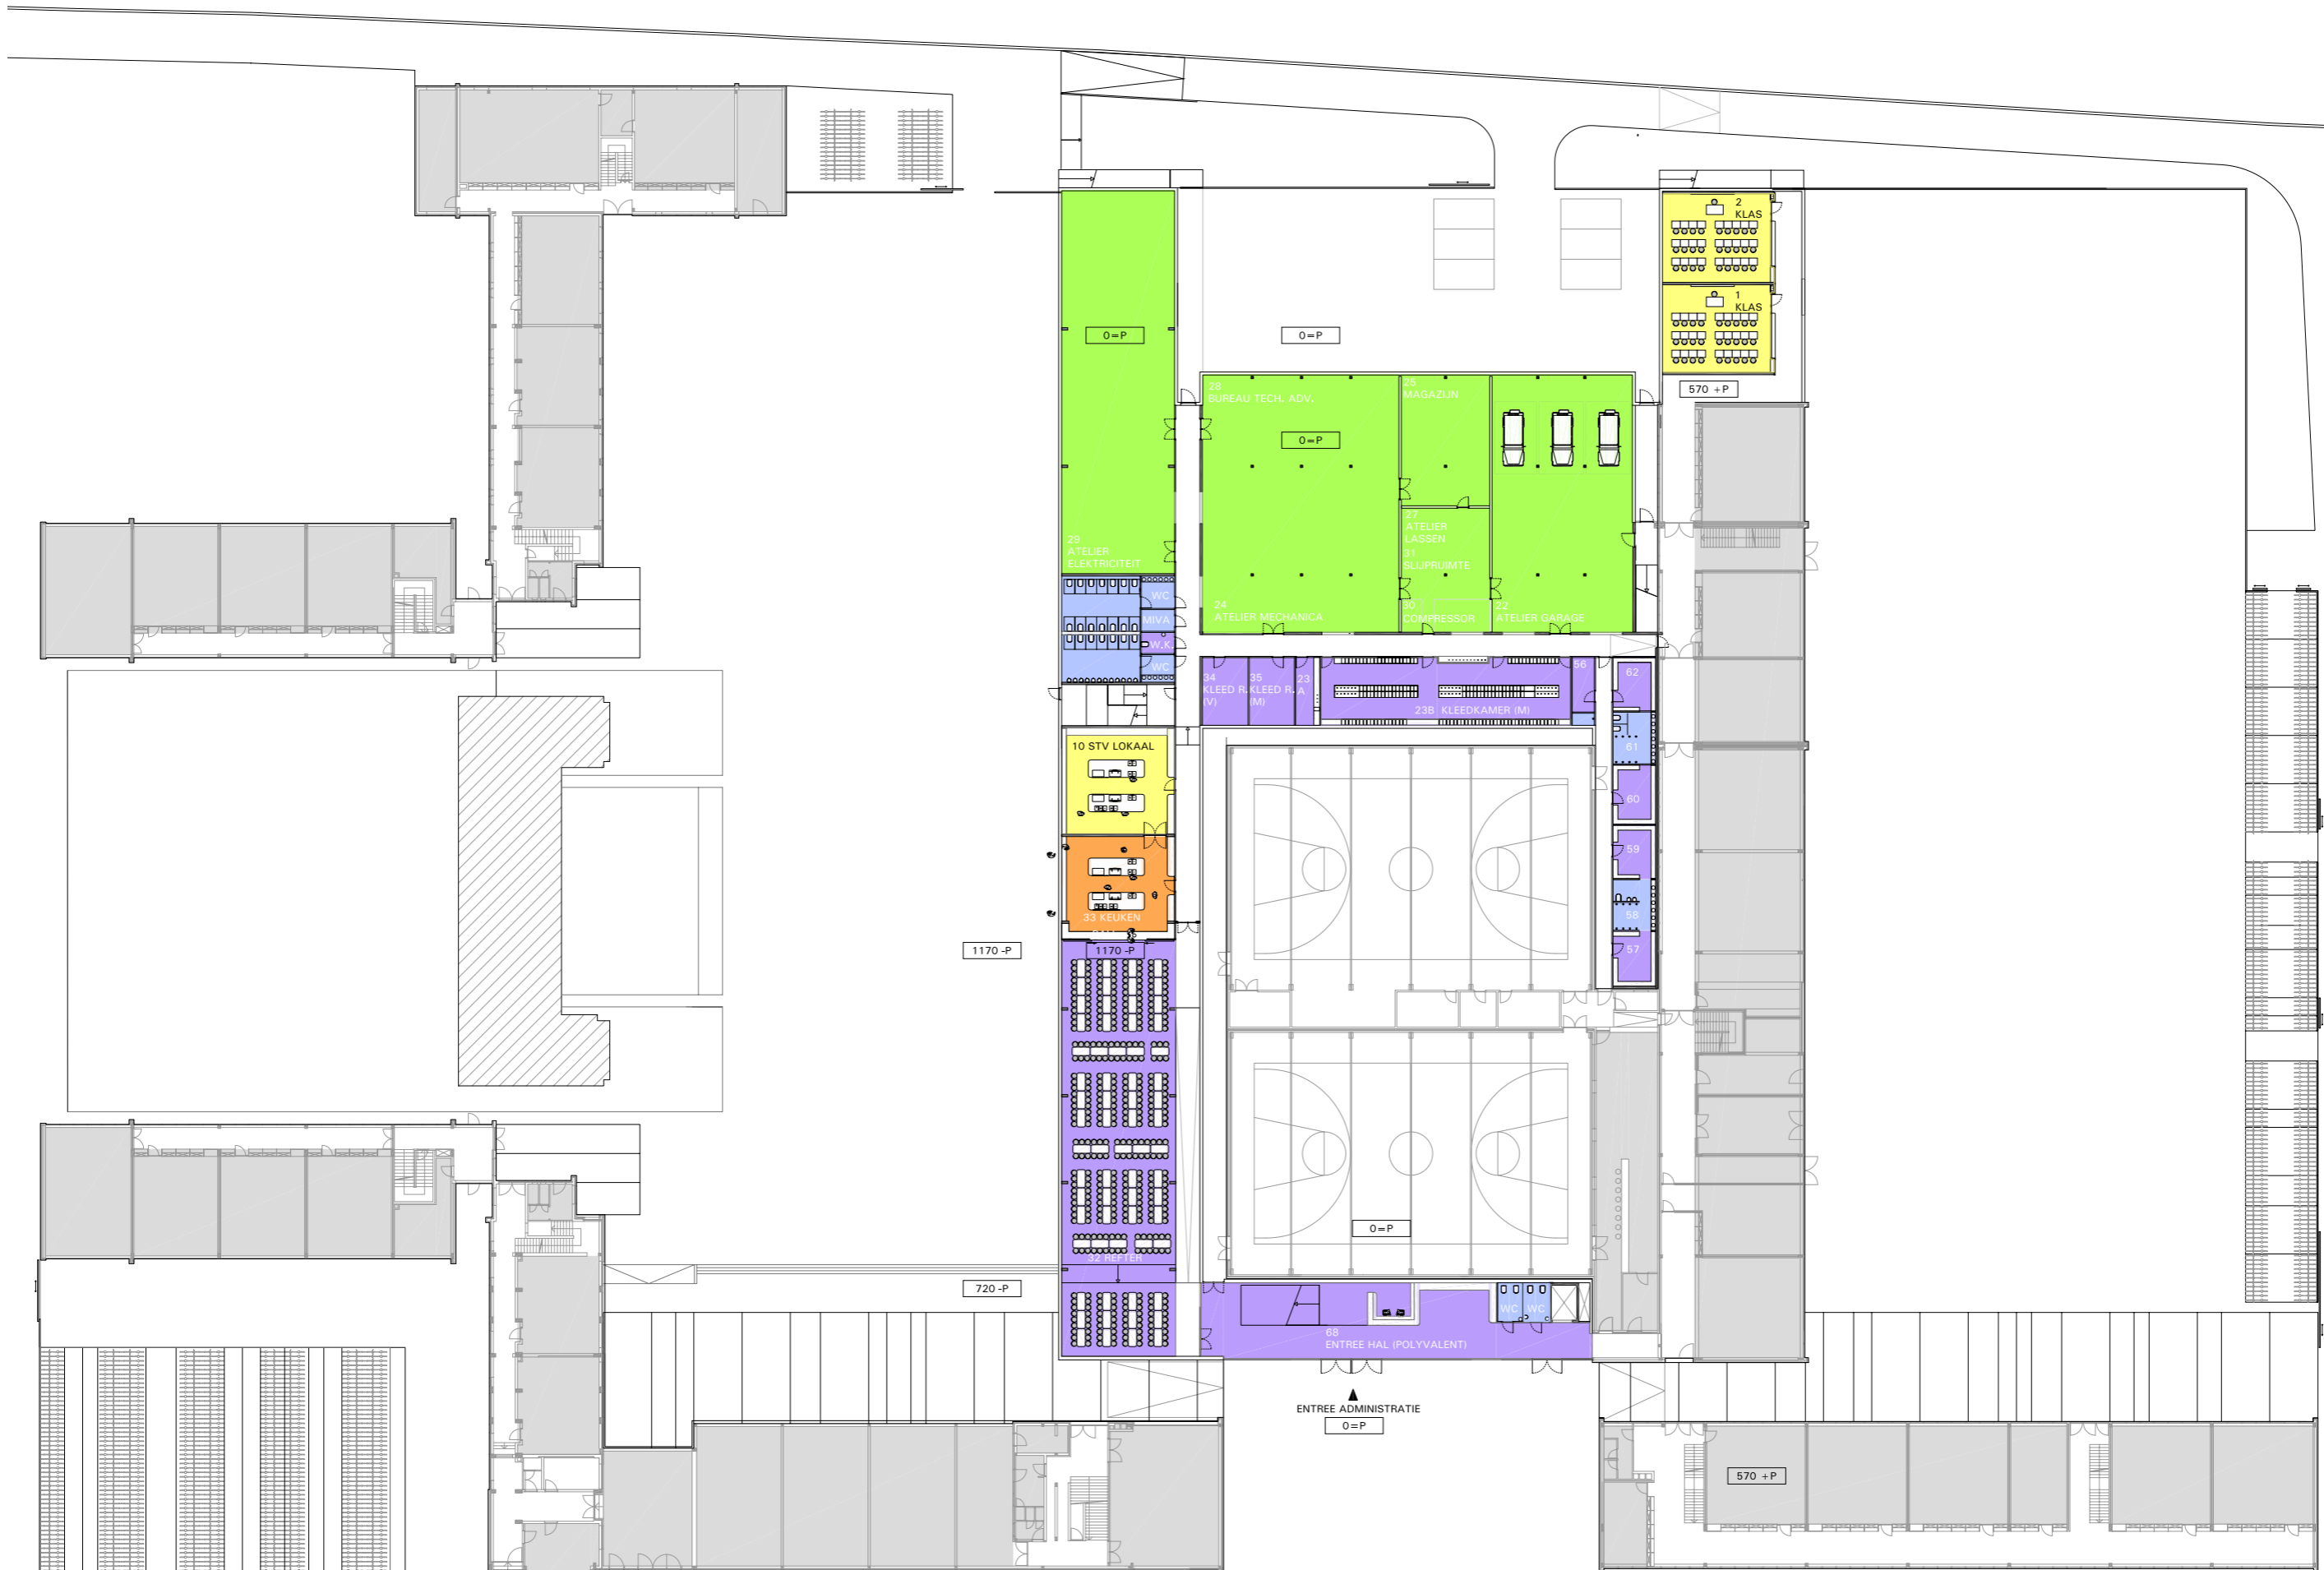 2
KLAS
1
KLAS
0=P
0=P
570 +P
28
BUREAU TECH. ADV.
25
MAGAZIJN
0=P
27
ATELIER
LASSEN
31
SLIJPRUIMTE
29
ATELIER
ELEKTRICITEIT
24
ATELIER MECHANICA
30
COMPRESSOR
22
ATELIER GARAGE
WC
MIVA
W.K.
WC
34
KLEED R.
(V)
35
KLEED R.
(M)
23
A
23B KLEEDKAMER (M)
56
62
61
60
59
58
57
10 STV LOKAAL
33 KEUKEN
1170 -P
1170 -P
0=P
32 REFTER
720 -P
WC
WC
68
ENTREE HAL (POLYVALENT)
ENTREE ADMINISTRATIE
0=P
570 +P